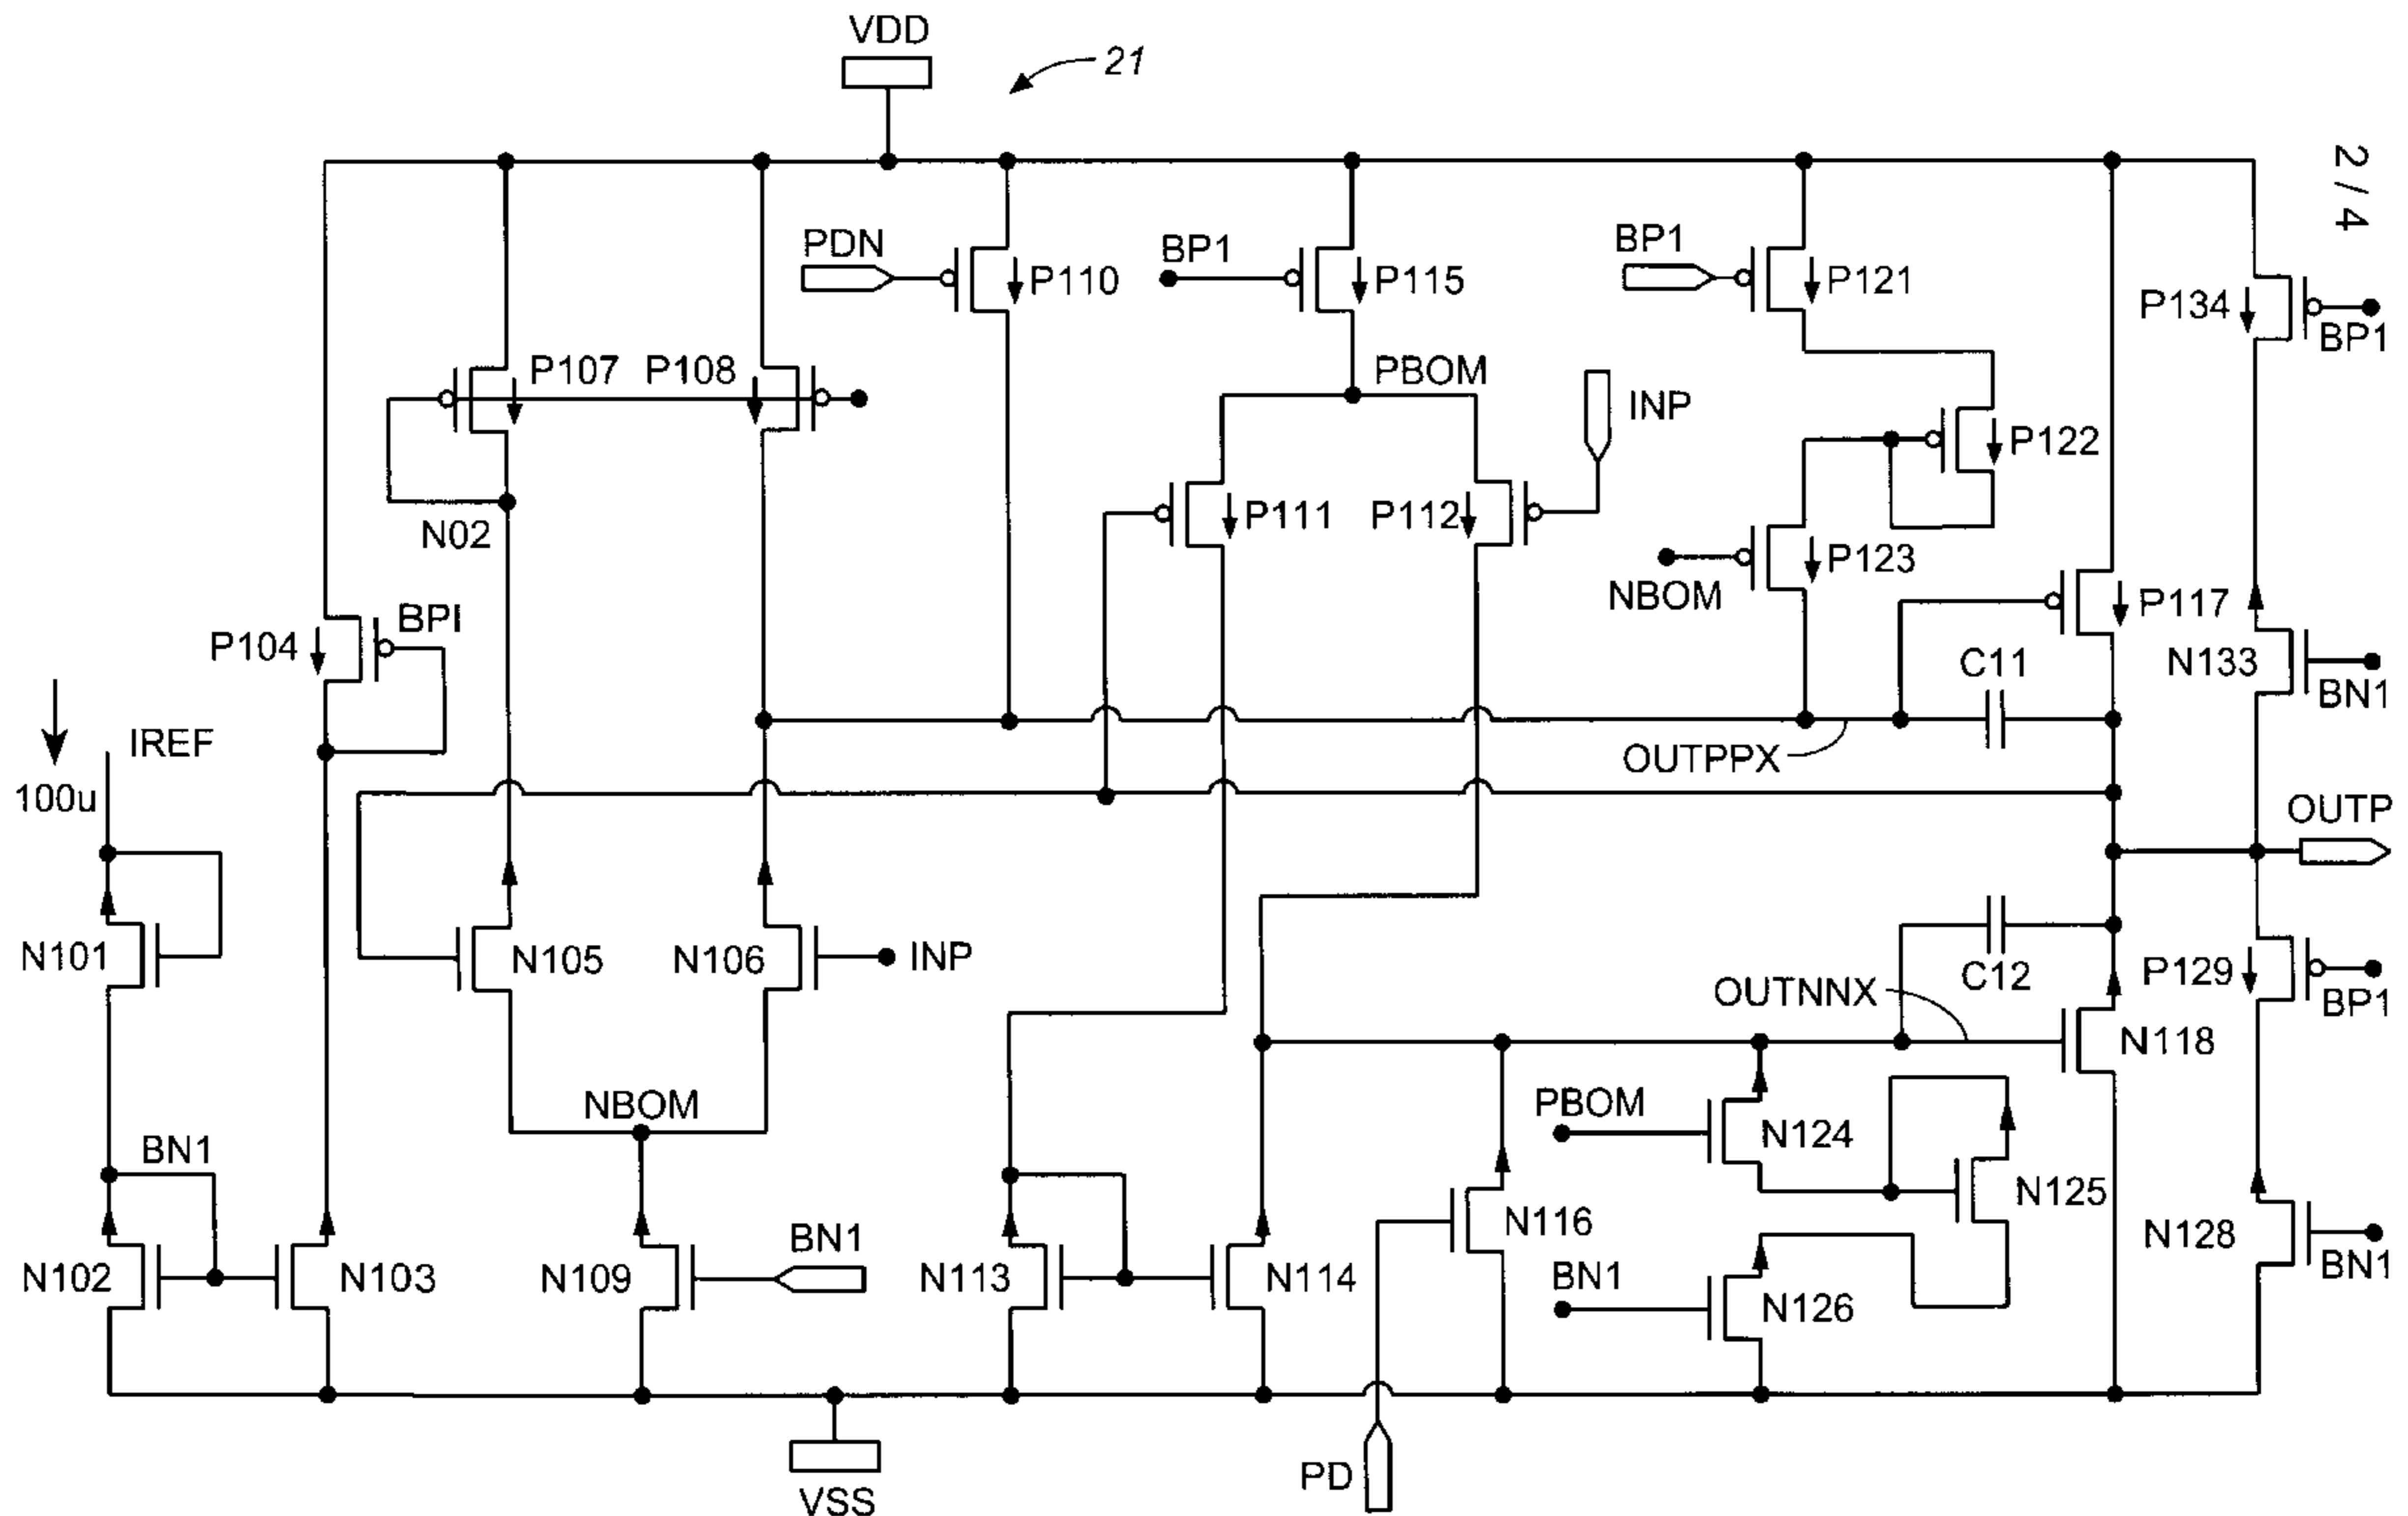 VDD
21
2 / 4
PDN
P110
BP1
P115
BP1
P121
P134
BP1
P107
P108
PBOM
INP
P122
N02
P111
P112
P123
NBOM
P117
BPI
P104
N133
BN1
C11
IREF
100u
OUTPPX
OUTP
N101
N105
N106
INP
C12
P129
BP1
OUTNNX
N118
NBOM
PBOM
N124
BN1
N125
N116
N128
BN1
N102
N103
N109
BN1
N113
N114
BN1
N126
PD
VSS